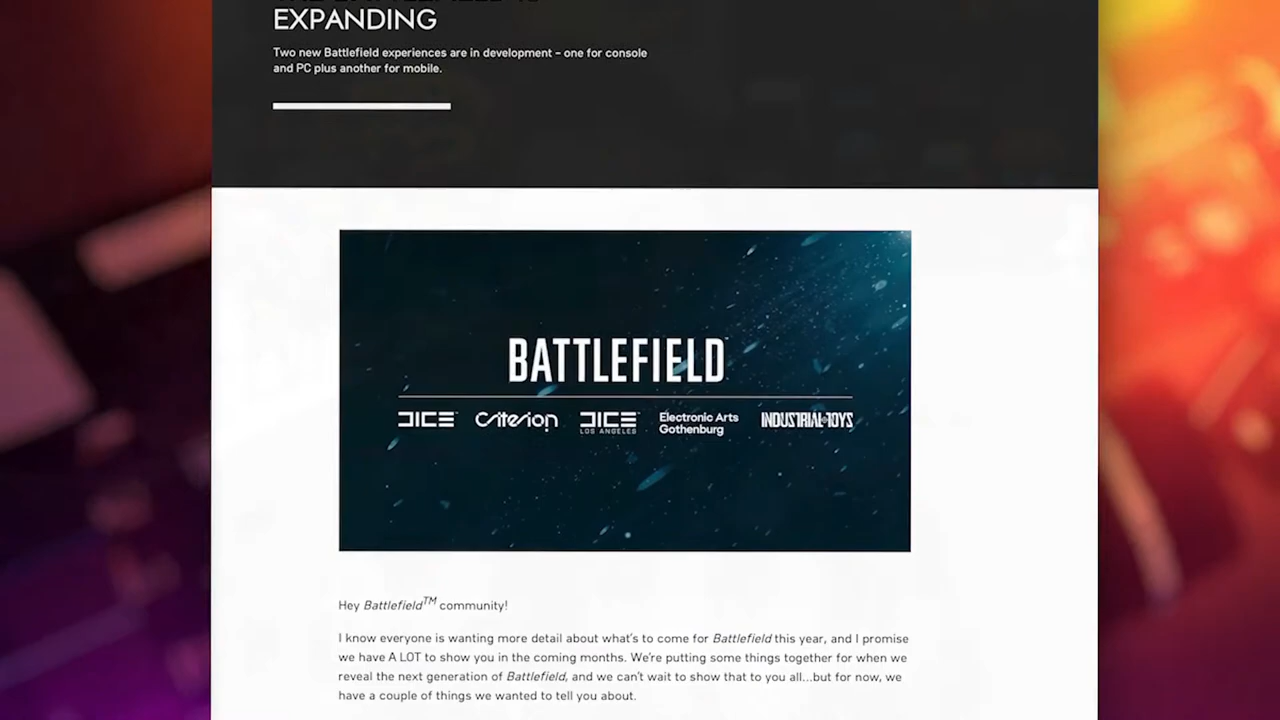 EXPANDING
Two new Battlefield experiences are in development – one for console
and PC plus another for mobile.
BATTLEFIELD
DICE Criterion DICE LOS ANGELES Electronic Arts Gothenburg INDUSTRIAL TOYS
Hey Battlefield™ community!
I know everyone is wanting more detail about what's to come for Battlefield this year, and I promise
we have A LOT to show you in the coming months. We're putting some things together for when we
reveal the next generation of Battlefield, and we can't wait to show that to you all...but for now, we
have a couple of things we wanted to tell you about.